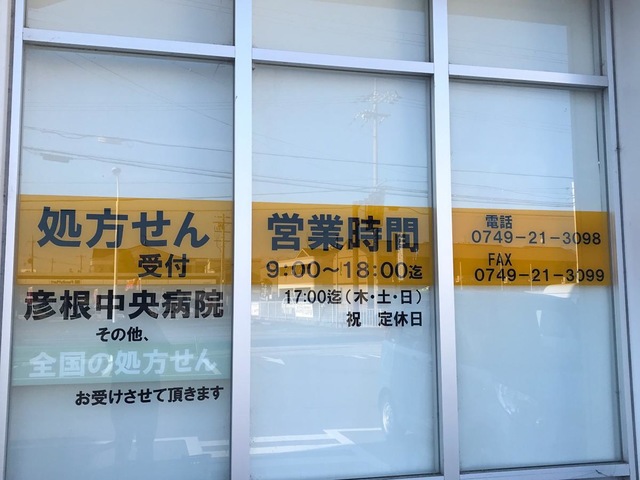 処方せん
受付
彦根中央病院
その他、
全国の処方せん
お受けさせて頂きます
営業時間
9:00~18:00迄
17:00迄(木・土・日)
祝 定休日
電話
0749-21-3098
FAX
0749-21-3099